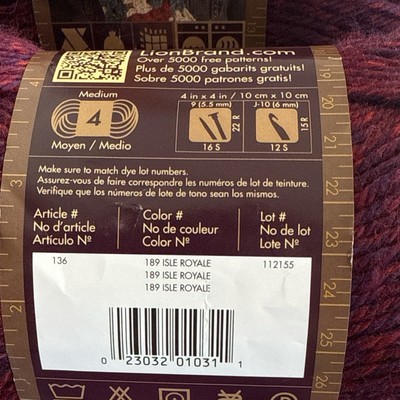 LionBrand.com
Over 5000 free patterns!
Plus de 5000 gabarits gratuits!
Sobre 5000 patrones gratis!
Medium
4
Moyen / Medio
4 in x 4 in / 10 cm x 10 cm
9 (5.5 mm)
22 R
16 S
J-10 (6 mm)
15 R
12 S
Make sure to match dye lot numbers.
Assurez-vous de faire correspondre les numéros de lot de teinture.
Verifique que los números de lote de tono sean los mismos.
Article #
No d'article
Artículo Nº
Color #
No de couleur
Color Nº
Lot #
No de lot
Lote Nº
136
189 ISLE ROYALE
189 ISLE ROYALE
189 ISLE ROYALE
112155
0 23032 01031 1
3
2
19
20
21
22
23
24
25
26